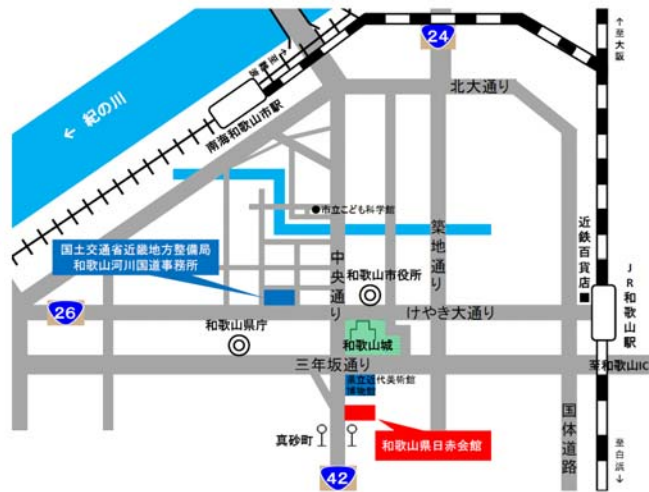 24
↑至大阪
北大通り
至難波
紀の川
南海和歌山市駅
市立こども科学館
国土交通省近畿地方整備局
和歌山河川国道事務所
中央通り
築地通り
近鉄百貨店
JR和歌山駅
和歌山市役所
26
けやき大通り
和歌山県庁
和歌山城
三年坂通り
至和歌山IC
県立近代美術館
博物館
国体道路
真砂町
和歌山県日赤会館
至白浜↓
42